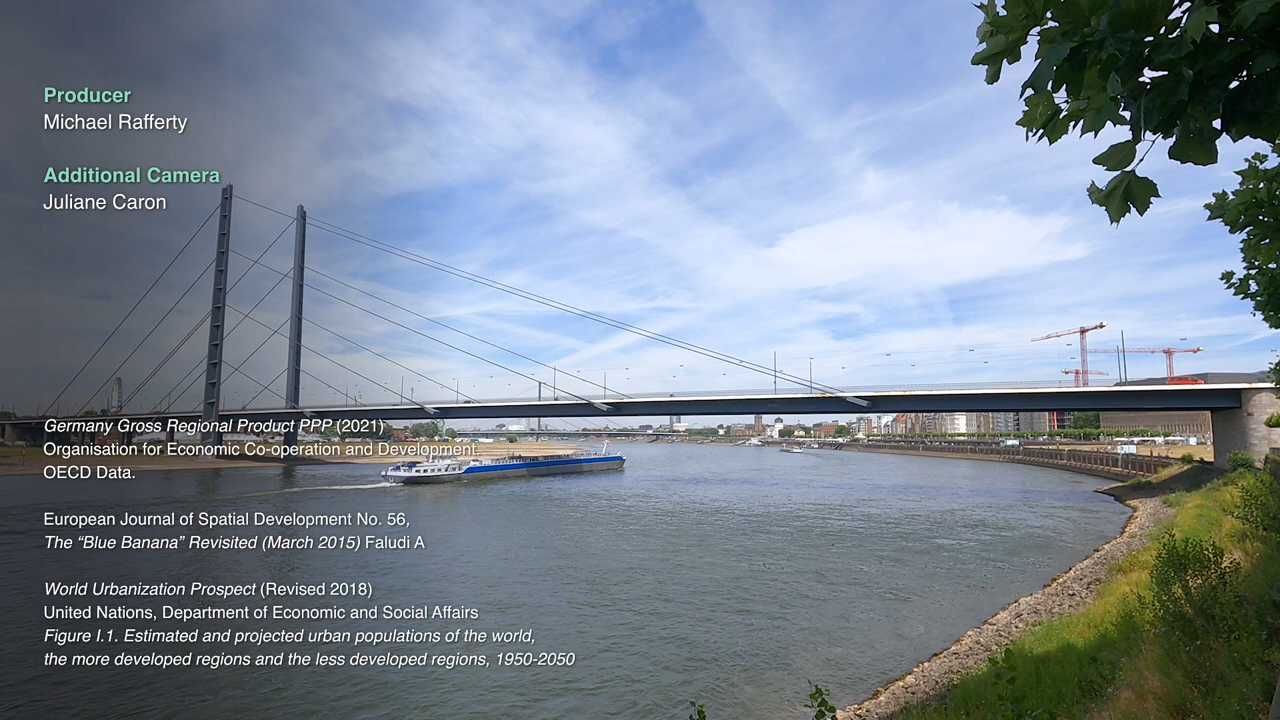 Producer
Michael Rafferty
Additional Camera
Juliane Caron
Germany Gross Regional Product PPP (2021)
Organisation for Economic Co-operation and Development.
OECD Data.
European Journal of Spatial Development No. 56,
The “Blue Banana” Revisited (March 2015) Faludi A
World Urbanization Prospect (Revised 2018)
United Nations, Department of Economic and Social Affairs
Figure I.1. Estimated and projected urban populations of the world,
the more developed regions and the less developed regions, 1950-2050